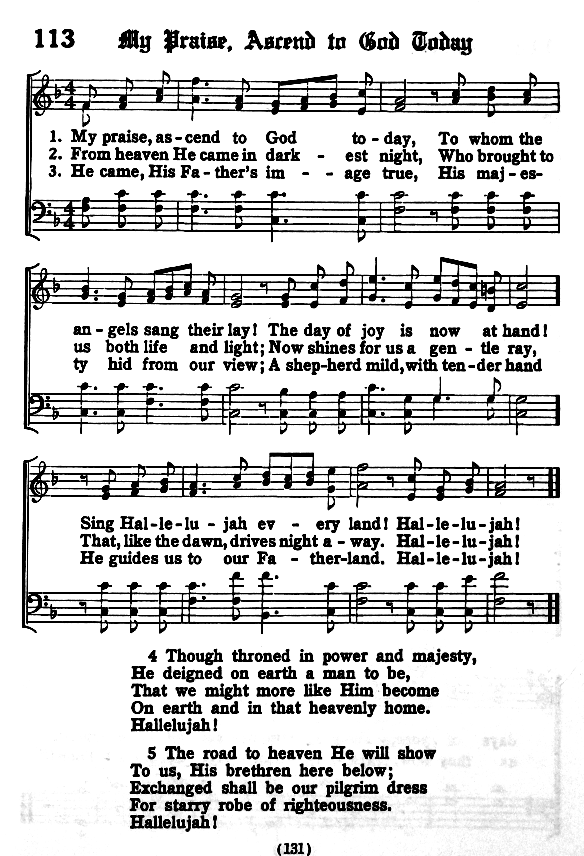 113 My Praise, Ascend to God Today
1. My praise, as-cend to God to-day, To whom the
2. From heaven He came in dark - est night, Who brought to
3. He came, His Fa-ther's im - - age true, His maj-es-
an-gels sang their lay! The day of joy is now at hand!
us both life and light; Now shines for us a gen-tle ray,
ty hid from our view; A shep-herd mild, with ten-der hand
Sing Hal-le-lu-jah ev - ery land! Hal-le-lu-jah!
That, like the dawn, drives night a-way. Hal-le-lu-jah!
He guides us to our Fa - ther-land. Hal-le-lu-jah!
4 Though throned in power and majesty,
He deigned on earth a man to be,
That we might more like Him become
On earth and in that heavenly home.
Hallelujah!
5 The road to heaven He will show
To us, His brethren here below;
Exchanged shall be our pilgrim dress
For starry robe of righteousness.
Hallelujah!
(131)